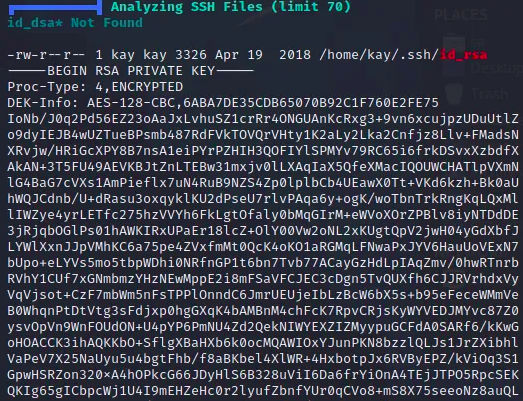 Analyzing SSH Files (limit 70)
id_dsa* Not Found
-rw-r--r-- 1 kay kay 3326 Apr 19  2018 /home/kay/.ssh/id_rsa
-----BEGIN RSA PRIVATE KEY-----
Proc-Type: 4,ENCRYPTED
DEK-Info: AES-128-CBC,6ABA7DE35CDB65070B92C1F760E2FE75
IoNb/J0q2Pd56EZ23oAaJxLvhuSZ1crRr4ONGUAnKcRxg3+9vn6xcujpzUDuUtlZ
o9dyIEJB4wUZTueBPsmb487RdFVkTOVQrVHty1K2aLy2Lka2Cnfjz8Llv+FMadsN
XRvjw/HRiGcXPY8B7nsA1eiPYrPZHIH3QOFIYlSPMYv79RC65i6frkDSvxXzbdfX
AkAN+3T5FU49AEVKBJtZnLTEBw31mxjv0lLXAqIaX5QfeXMacIQOUWCHATlpVXmN
lG4BaG7cVXs1AmPieflx7uN4RuB9NZS4Zp0lplbCb4UEawX0Tt+VKd6kzh+Bk0aU
hWQJCdnb/U+dRasu3oxqyklKU2dPseU7rlvPAqa6y+ogK/woTbnTrkRngKqLQxMl
lIWZye4yrLETfc275hzVVYh6FkLgtOfaly0bMqGIrM+eWVoXOrZPBlv8iyNTDdDE
3jRjqbOGlPs01hAWKIRxUPaEr18lcZ+OlY00Vw2oNL2xKUgtQpV2jwH04yGdXbfJ
LYWlXxnJJpVMhKC6a75pe4ZVxfmMt0QcK4oKO1aRGMqLFNwaPxJYV6HauUoVExN7
bUpo+eLYVs5mo5tbpWDhi0NRfnGP1t6bn7Tvb77ACayGzHdLpIAqZmv/0hwRTnrb
RVhY1CUf7xGNmbmzYHzNEwMppE2i8mFSaVFCJEC3cDgn5TvQUXfh6CJJRVrhdxVy
VqVjsot+CzF7mbWm5nFsTPPlOnndC6JmrUEUjeIbLzBcW6bX5s+b95eFeceWMmVe
B0WhqnPtDtVtg3sFdjxp0hgGXqK4bAMBnM4chFcK7RpvCRjsKyWYVEDJMYvc87Z0
ysvOpVn9WnFOUdON+U4pYP6PmNU4Zd2QekNIWYEXZIZMyypuGCFdA0SARf6/kKwG
oHOACCK3ihAQKKbO+SflgXBaHXb6k0ocMQAWIOxYJunPKN8bzzlQLJs1JrZXibhl
VaPeV7X25NaUyu5u4bgtFhb/f8aBKbel4XlWR+4HxbotpJx6RVByEPZ/kViOq3S1
GpwHSRZon320×A4hOPkcG66JDyHlS6B328uViI6Da6frYiOnA4TEjJTPO5RpcSEK
QKIg65gICbpcWj1U4I9mEHZeHc0r2lyufZbnfYUr0qCVo8+mS8X75seeoNz8auQL